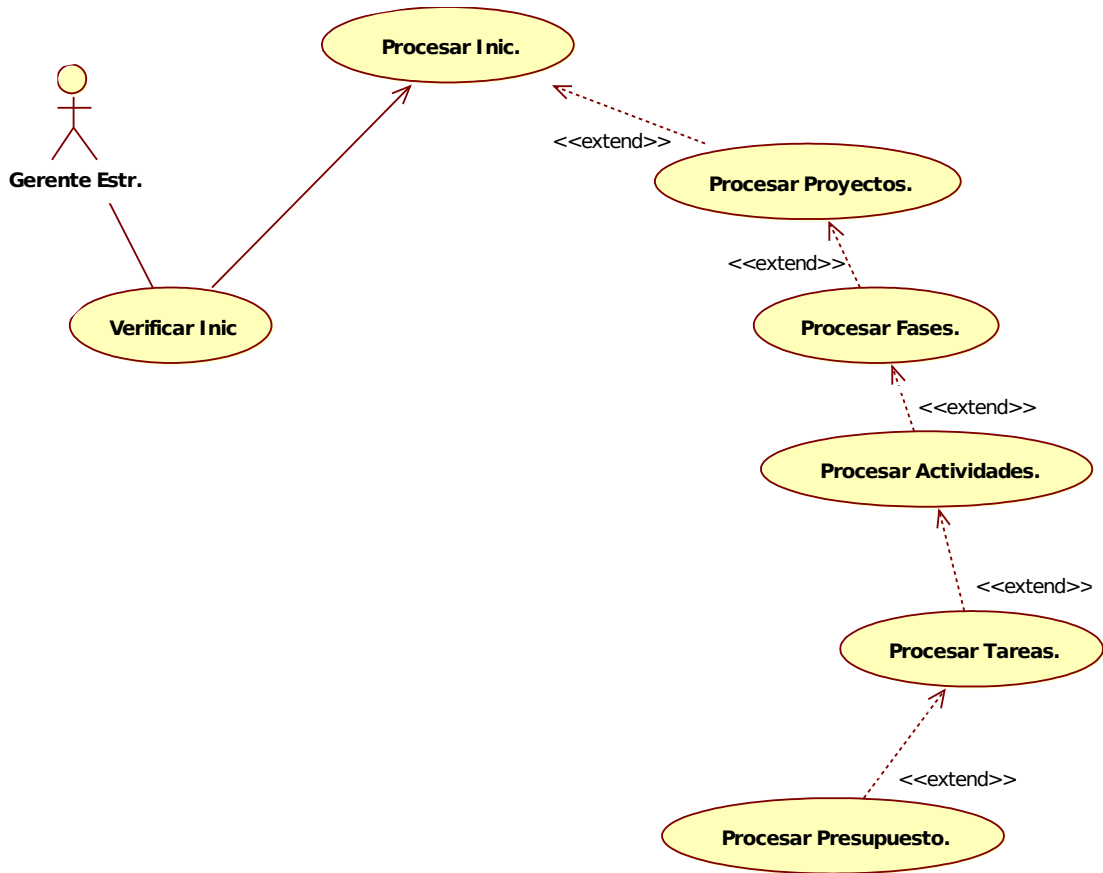 Procesar Inic.
<<extend>>
Gerente Estr.
Procesar Proyectos.
<<extend>>
Verificar Inic
Procesar Fases.
<<extend>>
Procesar Actividades.
<<extend>>
Procesar Tareas.
<<extend>>
Procesar Presupuesto.